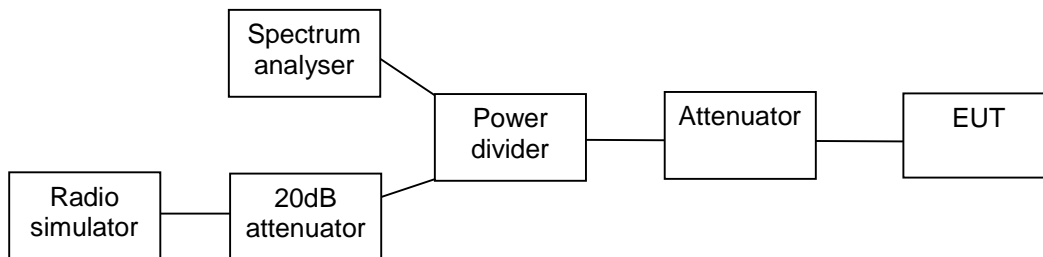 Spectrum
analyser
Power
divider
Attenuator
EUT
Radio
simulator
20dB
attenuator